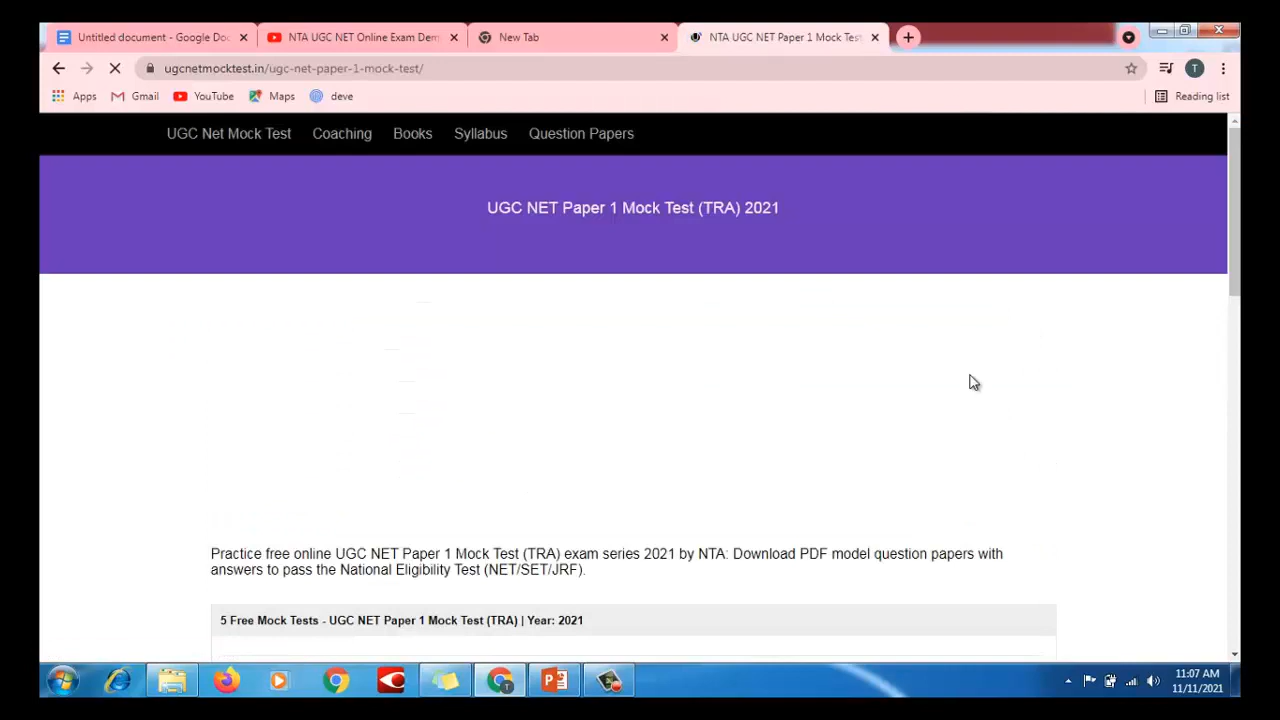 Untitled document - Google Doc
NTA UGC NET Online Exam Dem
New Tab
NTA UGC NET Paper 1 Mock Test
ugcnetmocktest.in/ugc-net-paper-1-mock-test/
T
Apps
Gmail
YouTube
Maps
deve
Reading list
UGC Net Mock Test
Coaching
Books
Syllabus
Question Papers
UGC NET Paper 1 Mock Test (TRA) 2021
Practice free online UGC NET Paper 1 Mock Test (TRA) exam series 2021 by NTA: Download PDF model question papers with
answers to pass the National Eligibility Test (NET/SET/JRF).
5 Free Mock Tests - UGC NET Paper 1 Mock Test (TRA) | Year: 2021
11:07 AM
11/11/2021